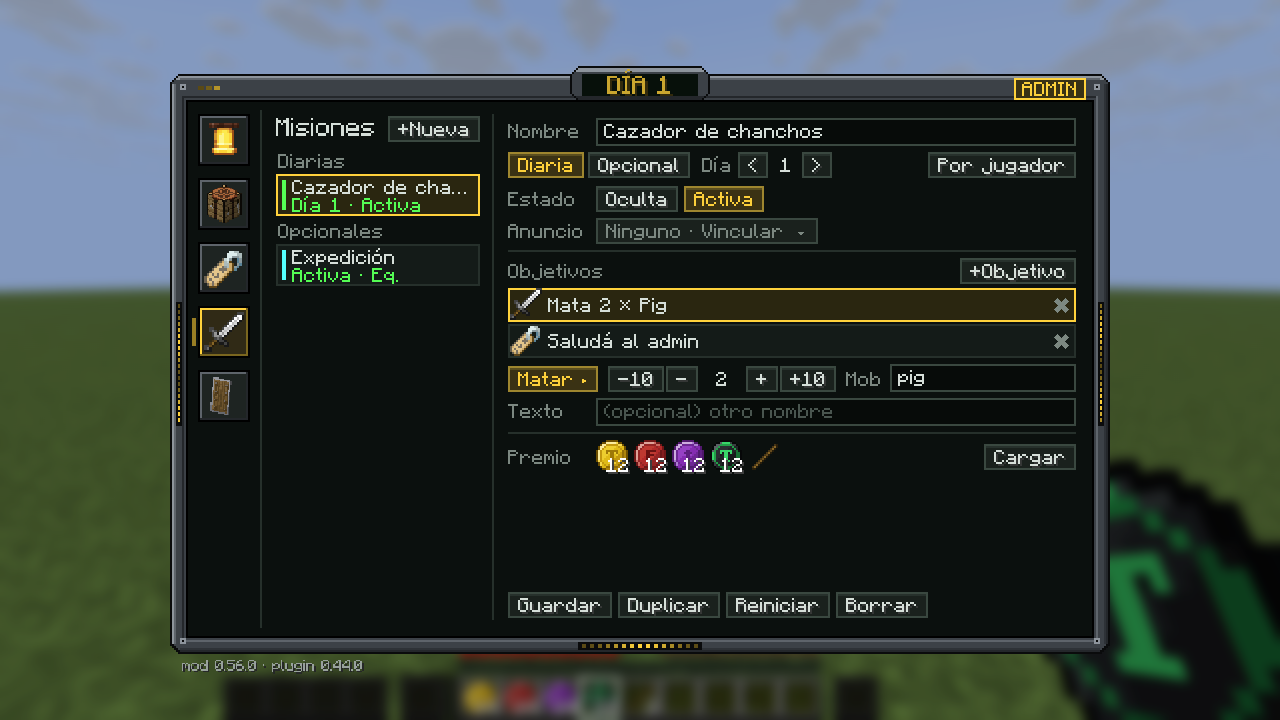 DÍA 1
ADMIN
Misiones
+Nueva
Diarias
Cazador de cha...
Día 1 · Activa
Opcionales
Expedición
Activa · Eq.
Nombre
Cazador de chanchos
Diaria
Opcional
Día
<
1
>
Por jugador
Estado
Oculta
Activa
Anuncio
Ninguno · Vincular
Objetivos
+Objetivo
Mata 2 × Pig
Saludá al admin
Matar
-10
-
2
+
+10
Mob
pig
Texto
(opcional) otro nombre
Premio
12
12
12
T
12
Cargar
Guardar
Duplicar
Reiniciar
Borrar
mod 0.56.0 · plugin 0.44.0